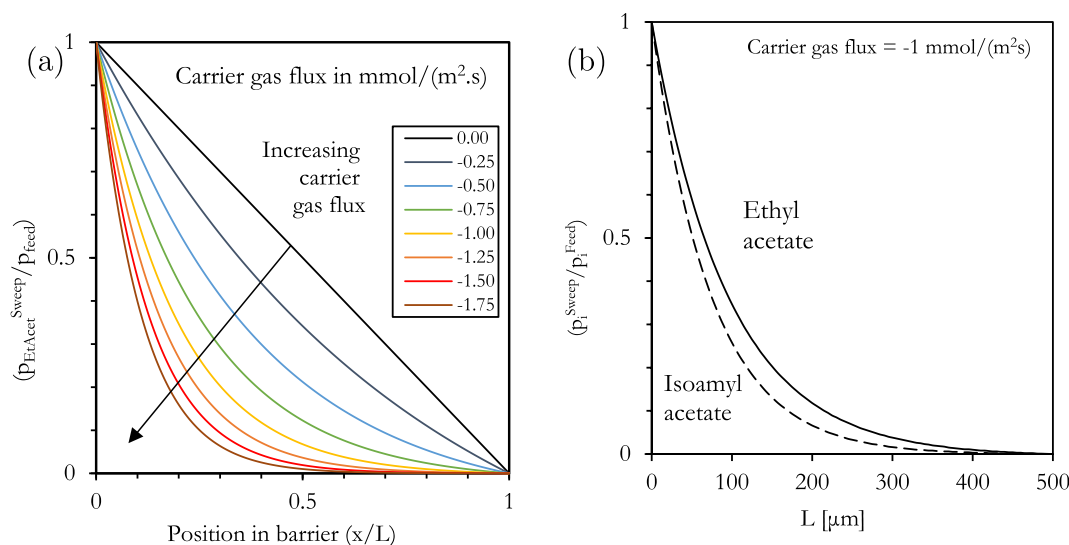 (a)
Carrier gas flux in mmol/(m².s)
Increasing
carrier
gas flux
0.00
-0.25
-0.50
-0.75
-1.00
-1.25
-1.50
-1.75
1
0.5
0
(p_EtAcet^Sweep/p_feed)
0
0.5
1
Position in barrier (x/L)
(b)
Carrier gas flux = -1 mmol/(m²s)
Ethyl
acetate
Isoamyl
acetate
1
0.5
0
(p_i^Sweep/p_i^Feed)
0
100
200
300
400
500
L [µm]